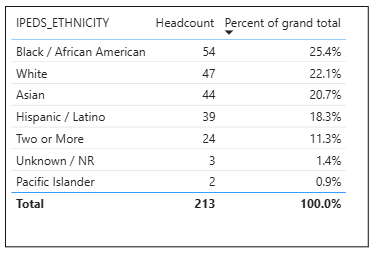 IPEDS_ETHNICITY Headcount Percent of grand total
Black / African American 54 25.4%
White 47 22.1%
Asian 44 20.7%
Hispanic / Latino 39 18.3%
Two or More 24 11.3%
Unknown / NR 3 1.4%
Pacific Islander 2 0.9%
Total 213 100.0%